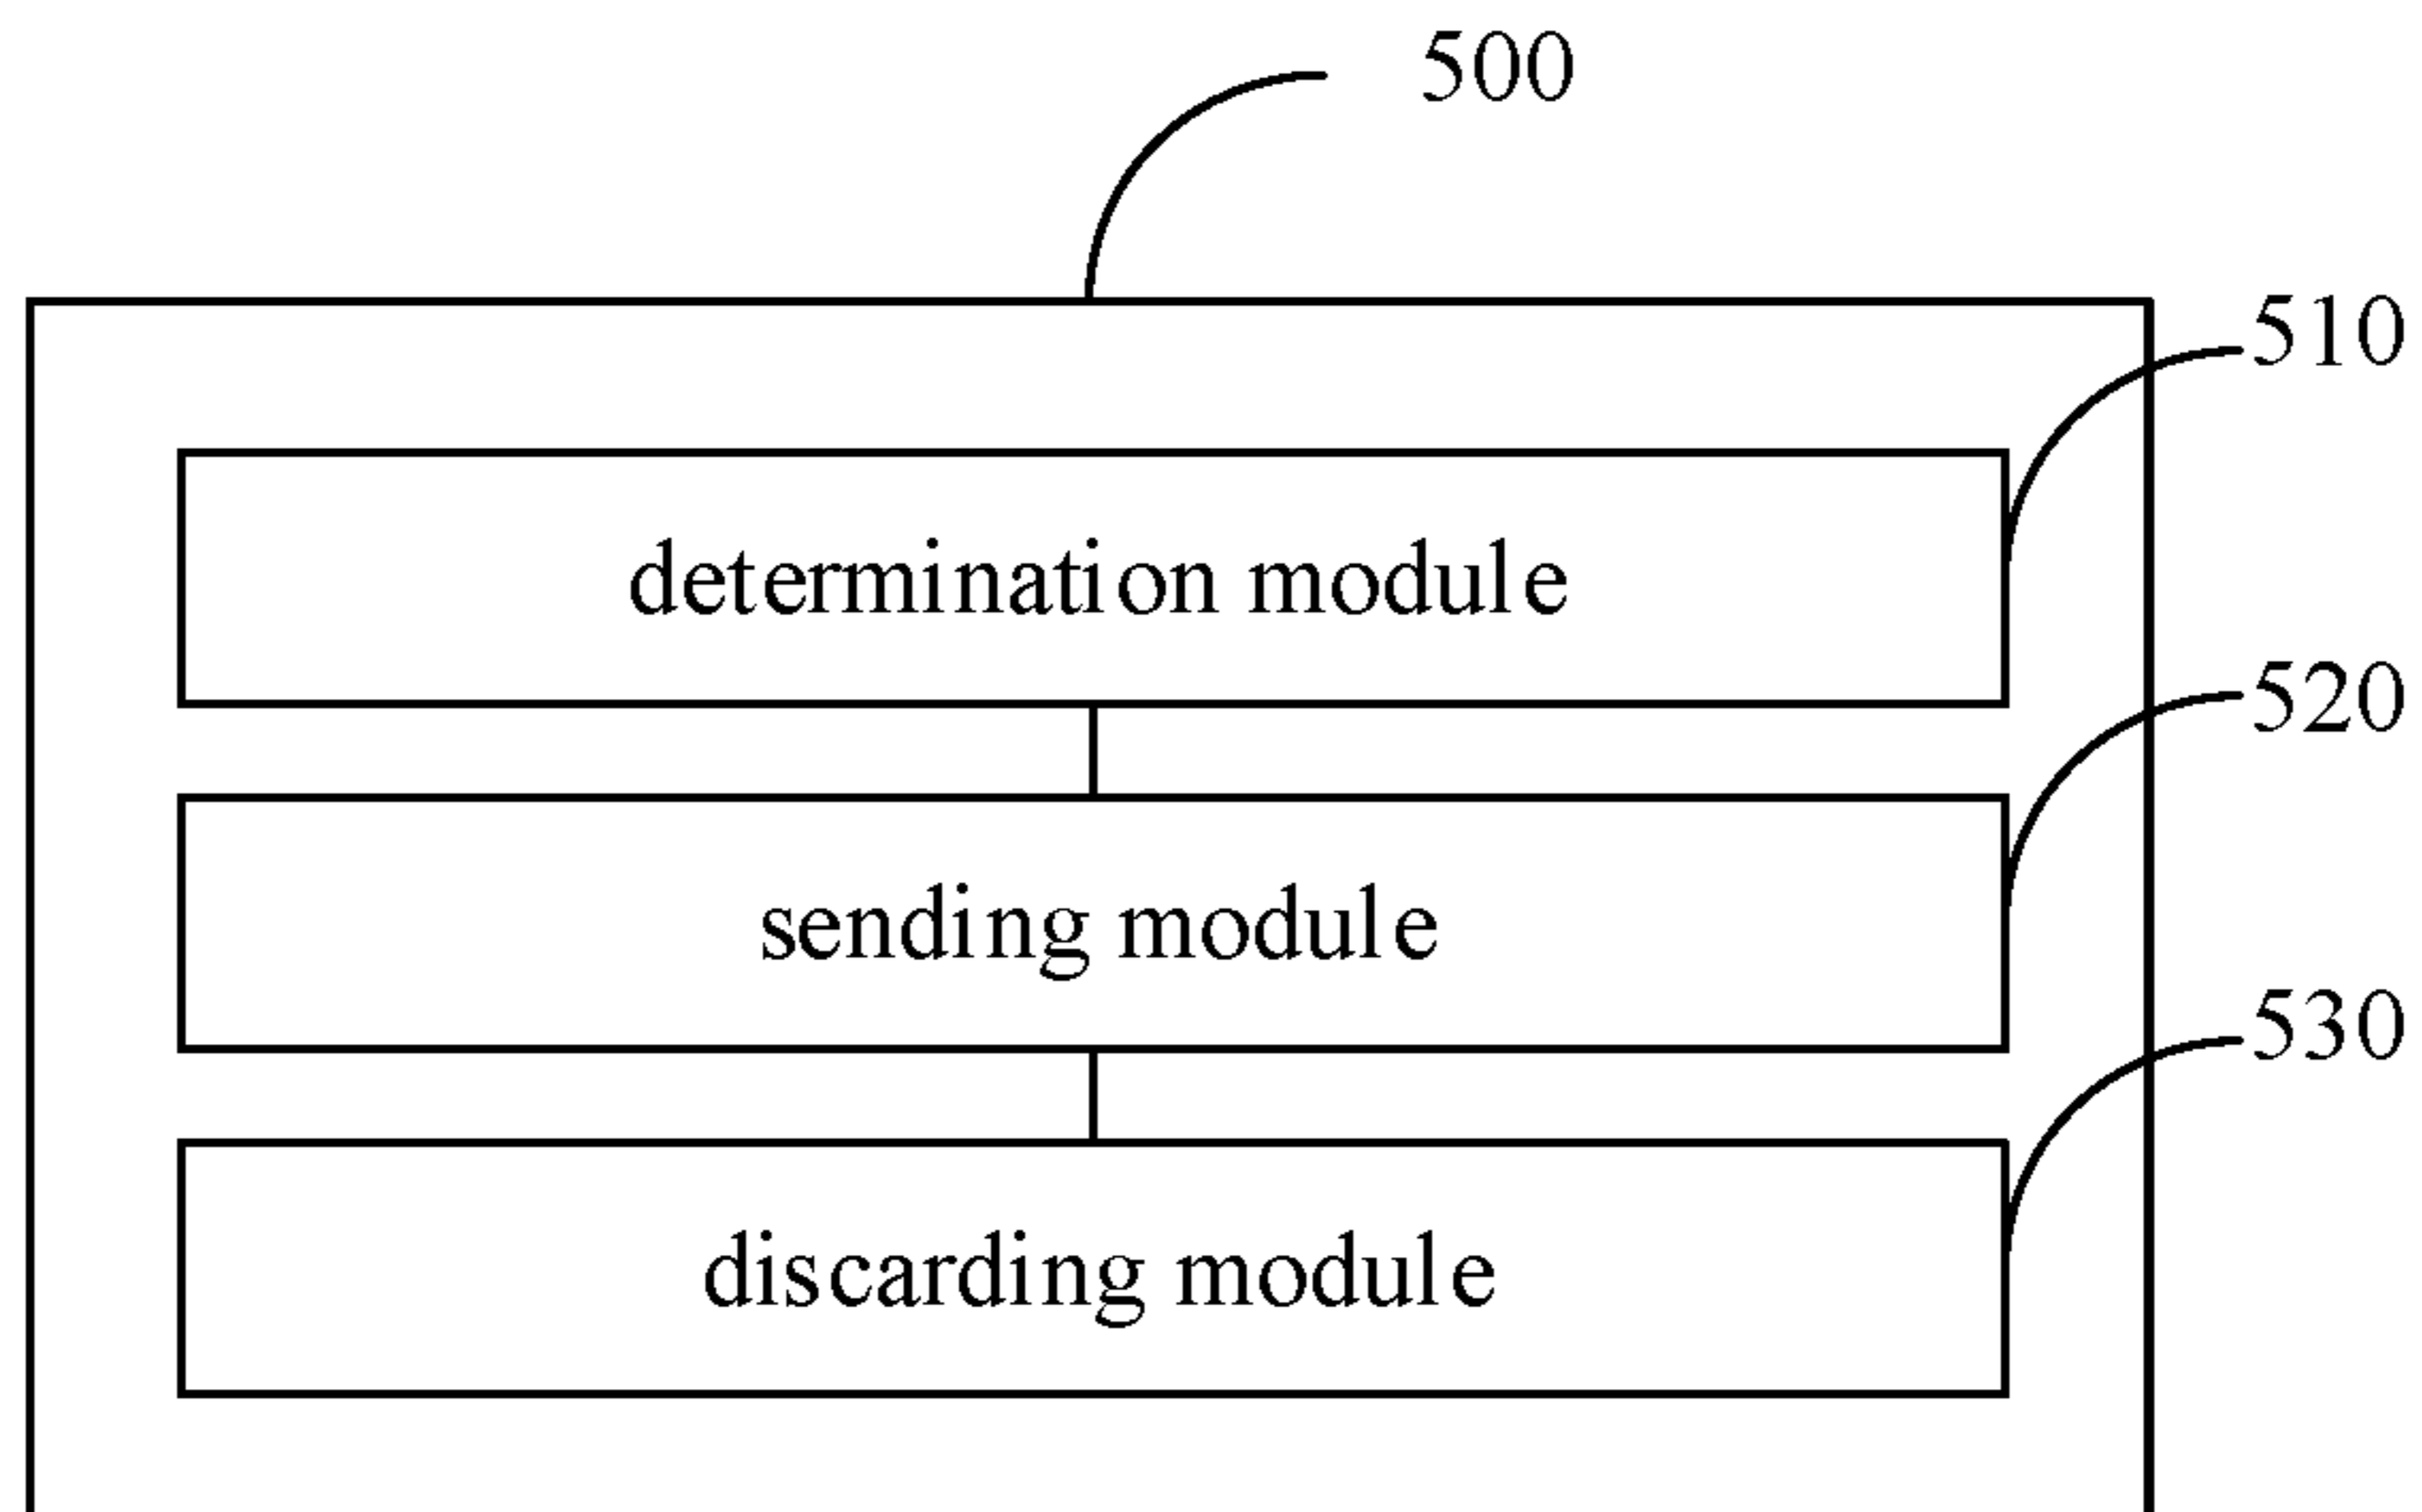 500
510
determination module
520
sending module
530
discarding module